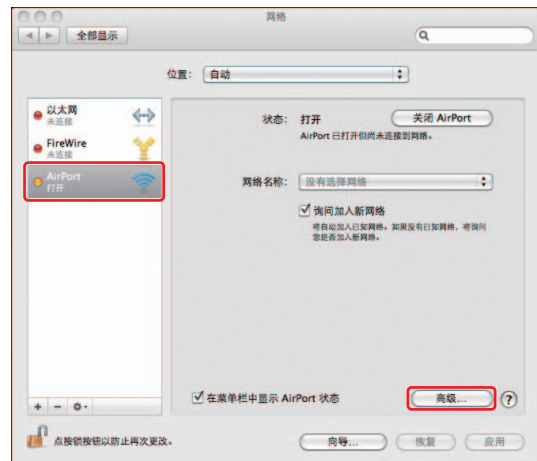 网络
全部显示
位置： 自动
以太网
未连接
FireWire
未连接
AirPort
打开
状态： 打开
关闭 AirPort
AirPort 已打开但尚未连接到网络。
网络名称： 没有选择网络
询问加入新网络
将自动加入已知网络。如果没有已知网络，将询问
您是否加入新网络。
在菜单栏中显示 AirPort 状态
高级...
?
+ −
点按锁按钮以防止再次更改。
向导...
恢复
应用